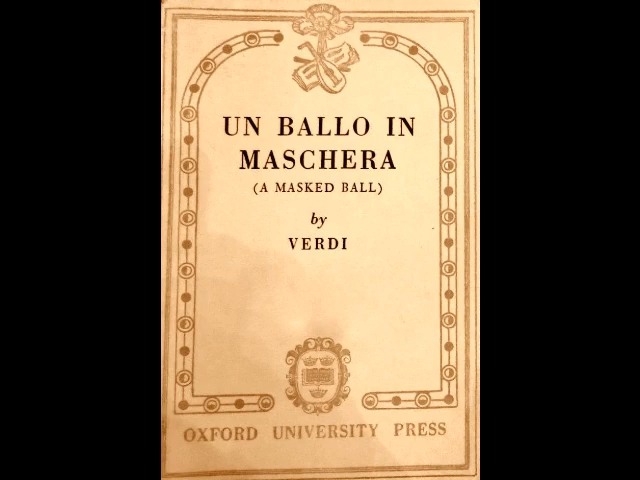 UN BALLO IN
MASCHERA
(A MASKED BALL)
by
VERDI
OXFORD UNIVERSITY PRESS